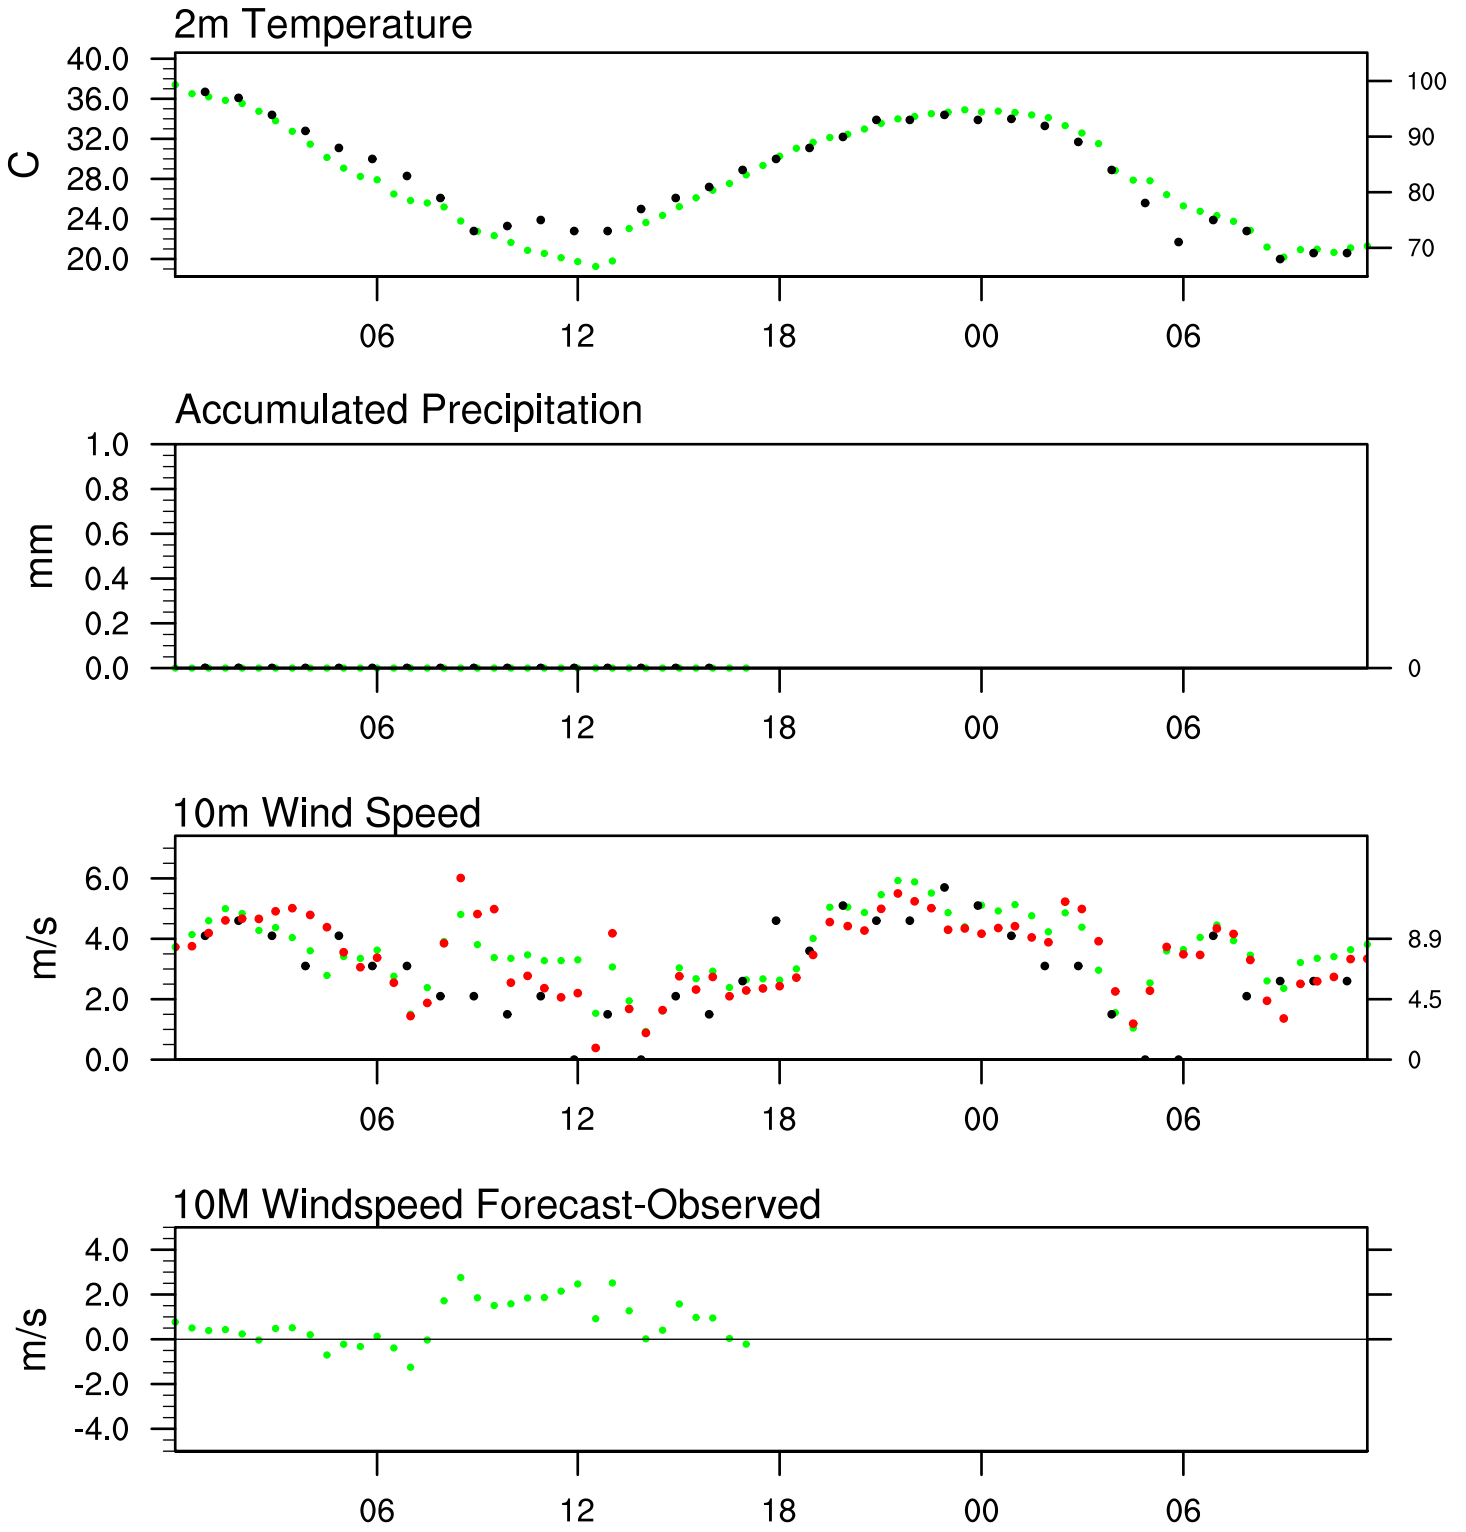 2m Temperature
40.0
36.0
32.0
28.0
24.0
20.0
C
100
90
80
70
06 12 18 00 06
Accumulated Precipitation
1.0
0.8
0.6
0.4
0.2
0.0
mm
0
06 12 18 00 06
10m Wind Speed
6.0
4.0
2.0
0.0
m/s
8.9
4.5
0
06 12 18 00 06
10M Windspeed Forecast-Observed
4.0
2.0
0.0
-2.0
-4.0
m/s
06 12 18 00 06